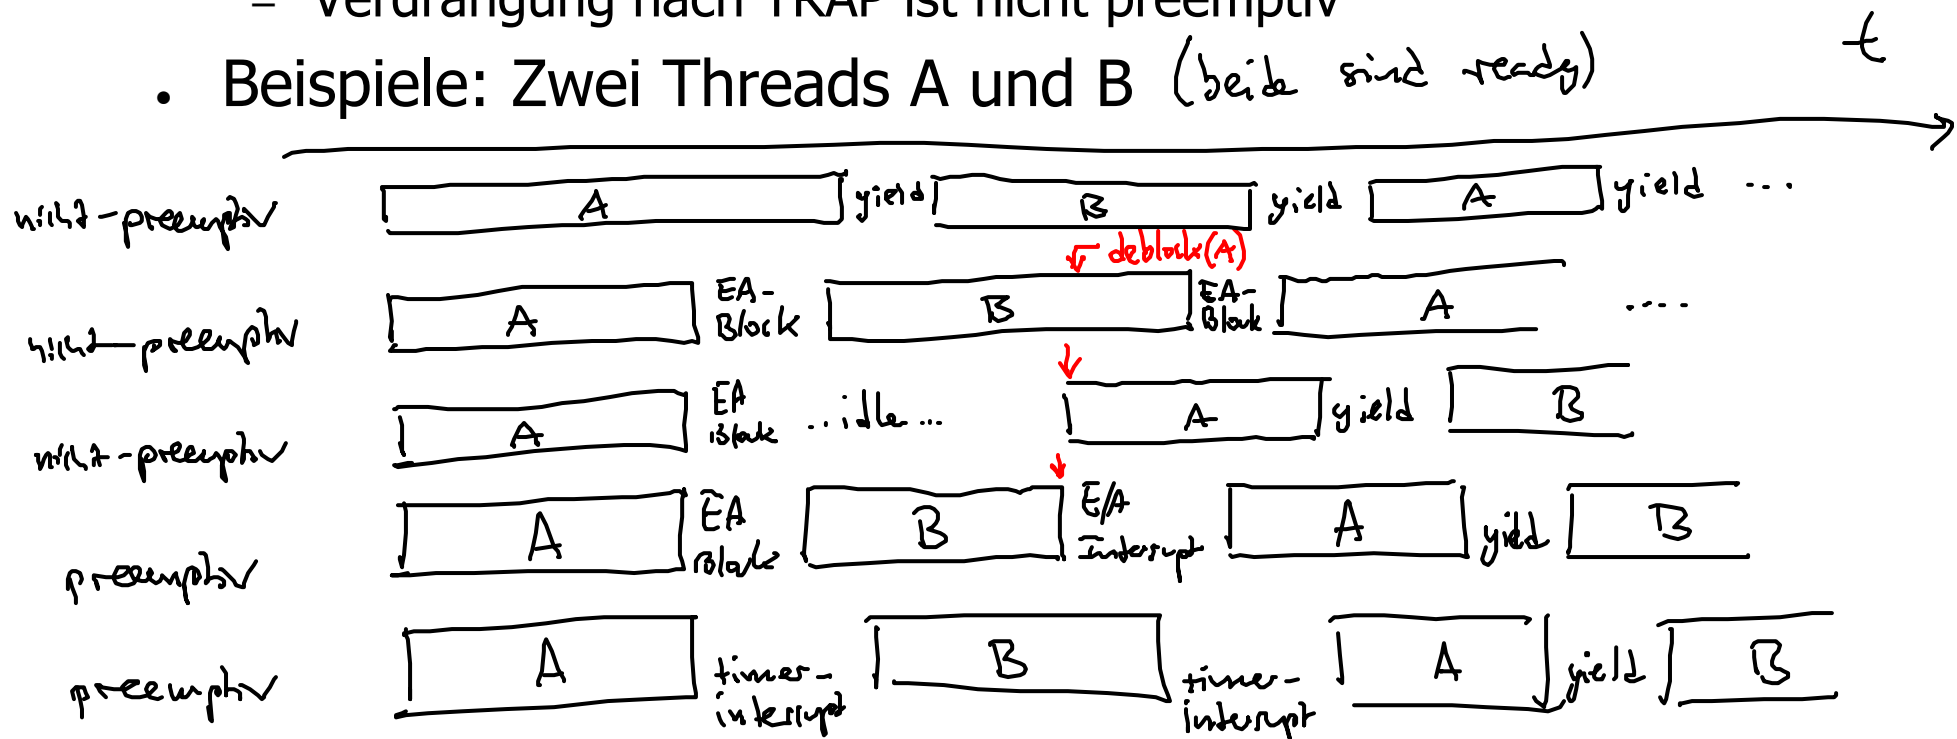 – Verdrängung nach TRAP ist nicht preemptiv
t
• Beispiele: Zwei Threads A und B (beide sind ready)
nicht-preemptiv A yield B yield A yield ...
deblock(A)
nicht-preemptiv A EA-Block B EA-Block A ....
nicht-preemptiv A EA Block ..idle... A yield B
preemptiv A EA Block B E/A Interrupt A yield B
preemptiv A timer-interrupt B timer-interrupt A yield B